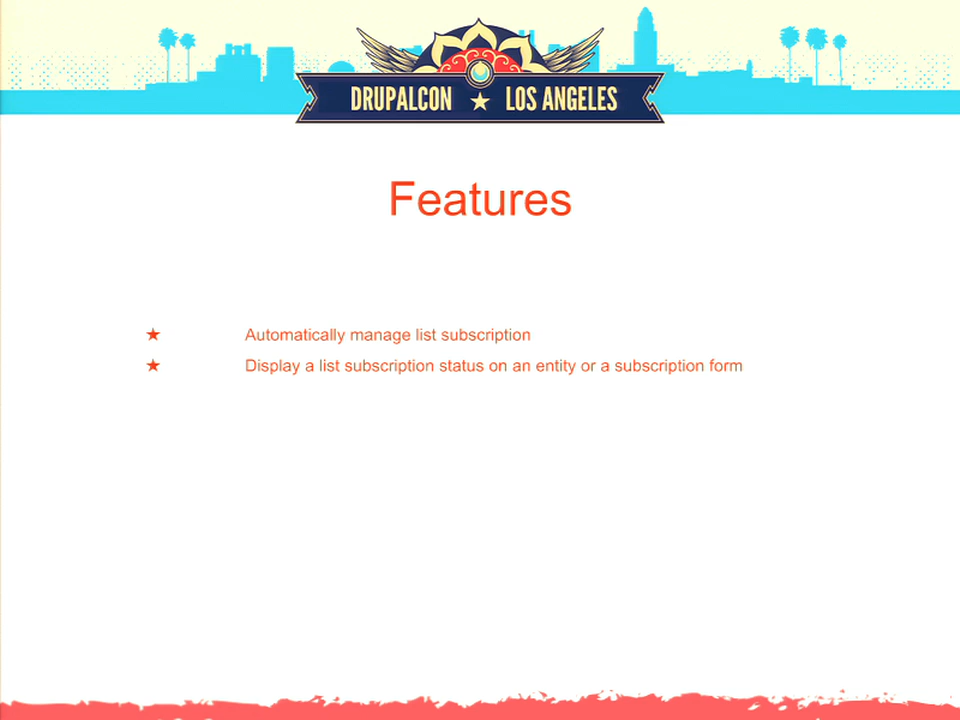 DRUPALCON ★ LOS ANGELES
Features
★ Automatically manage list subscription
★ Display a list subscription status on an entity or a subscription form